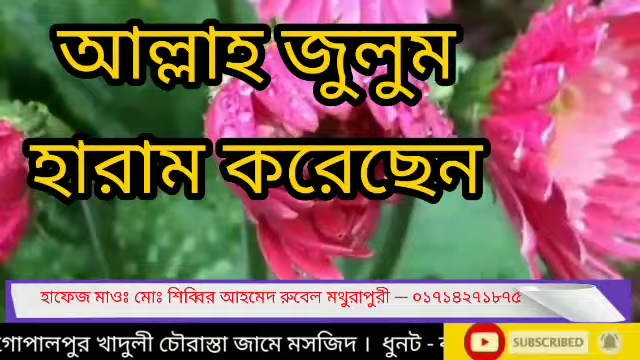 আল্লাহ জুলুম
হারাম করেছেন
হাফেজ মাওঃ মোঃ শিব্বির আহমেদ রুবেল মথুরাপুরী — ০১৭১৪২৭১৮৭৫
গোপালপুর খাদুলী চৌরাস্তা জামে মসজিদ । ধুনট -
SUBSCRIBED